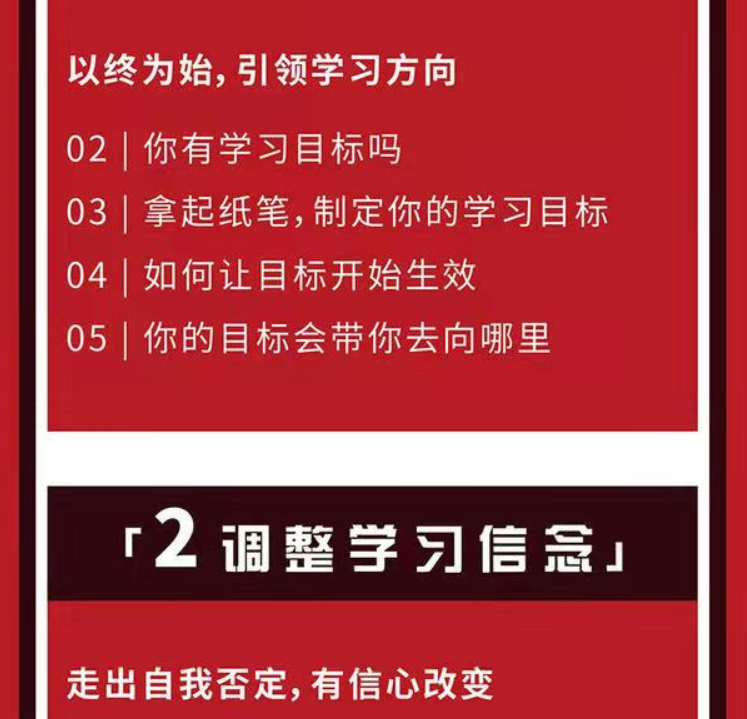 以终为始，引领学习方向
02 | 你有学习目标吗
03 | 拿起纸笔，制定你的学习目标
04 | 如何让目标开始生效
05 | 你的目标会带你去向哪里
「2 调整学习信念」
走出自我否定，有信心改变